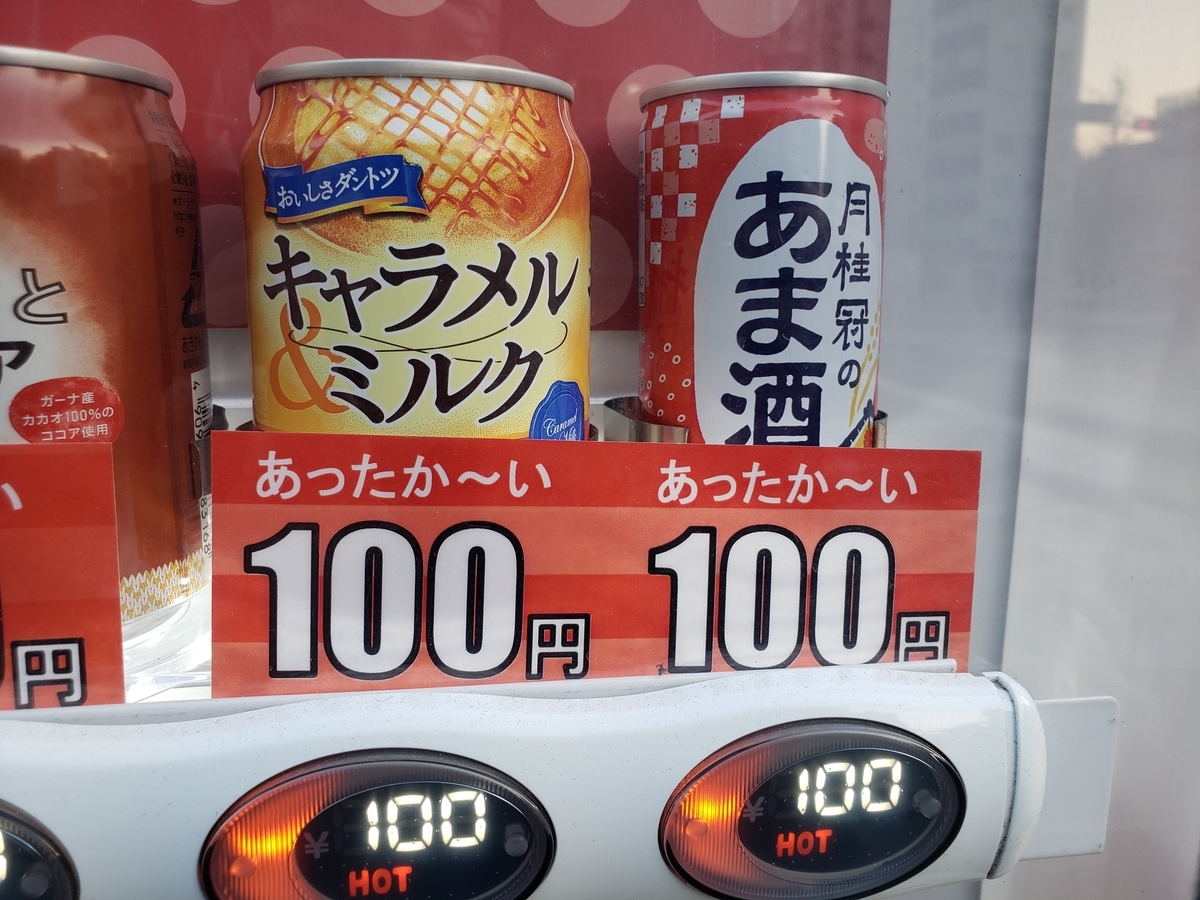 と
ア
ガーナ産
カカオ100%の
ココア使用
円
おいしさダントツ
キャラメル
&ミルク
Caramel
月桂冠の
あま酒
あったか～い
100円
あったか～い
100円
¥100
HOT
¥100
HOT